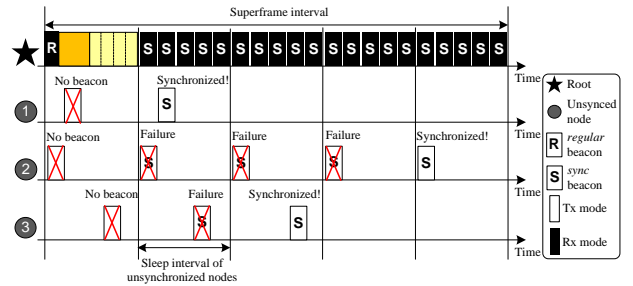 Superframe interval
R S S S S S S S S S S S S S S S S S S S S
Time
No beacon Synchronized!
1 S
Time
No beacon Failure Failure Failure Synchronized!
2 S S S S
Time
No beacon Failure Synchronized!
3 S S
Time
Sleep interval of
unsynchronized nodes
Root
Unsynced
node
R regular
beacon
S sync
beacon
Tx mode
Rx mode